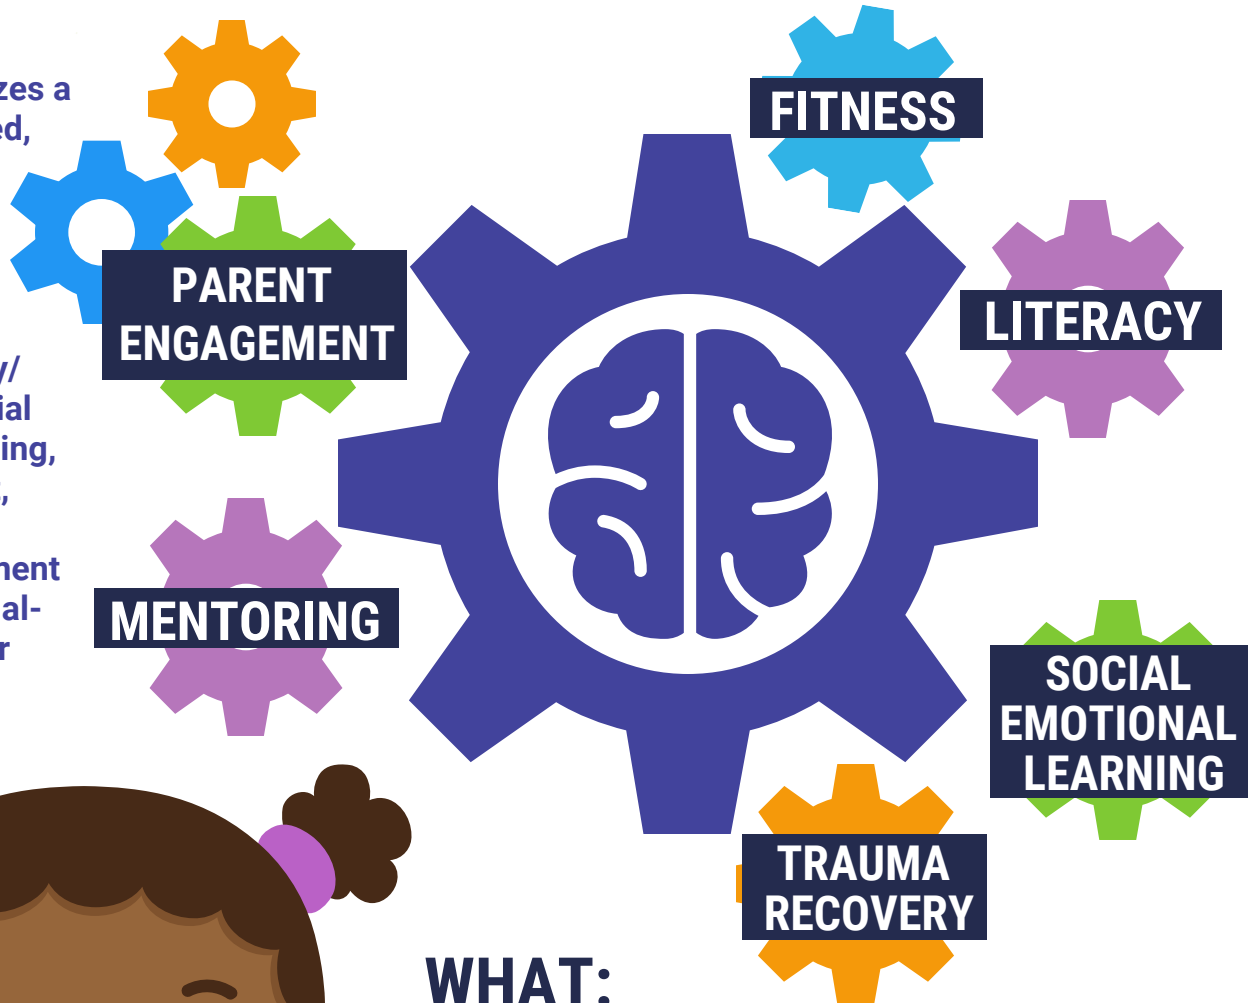 a
FITNESS
PARENT
ENGAGEMENT
LITERACY
MENTORING
SOCIAL
EMOTIONAL
LEARNING
TRAUMA
RECOVERY
WHAT: